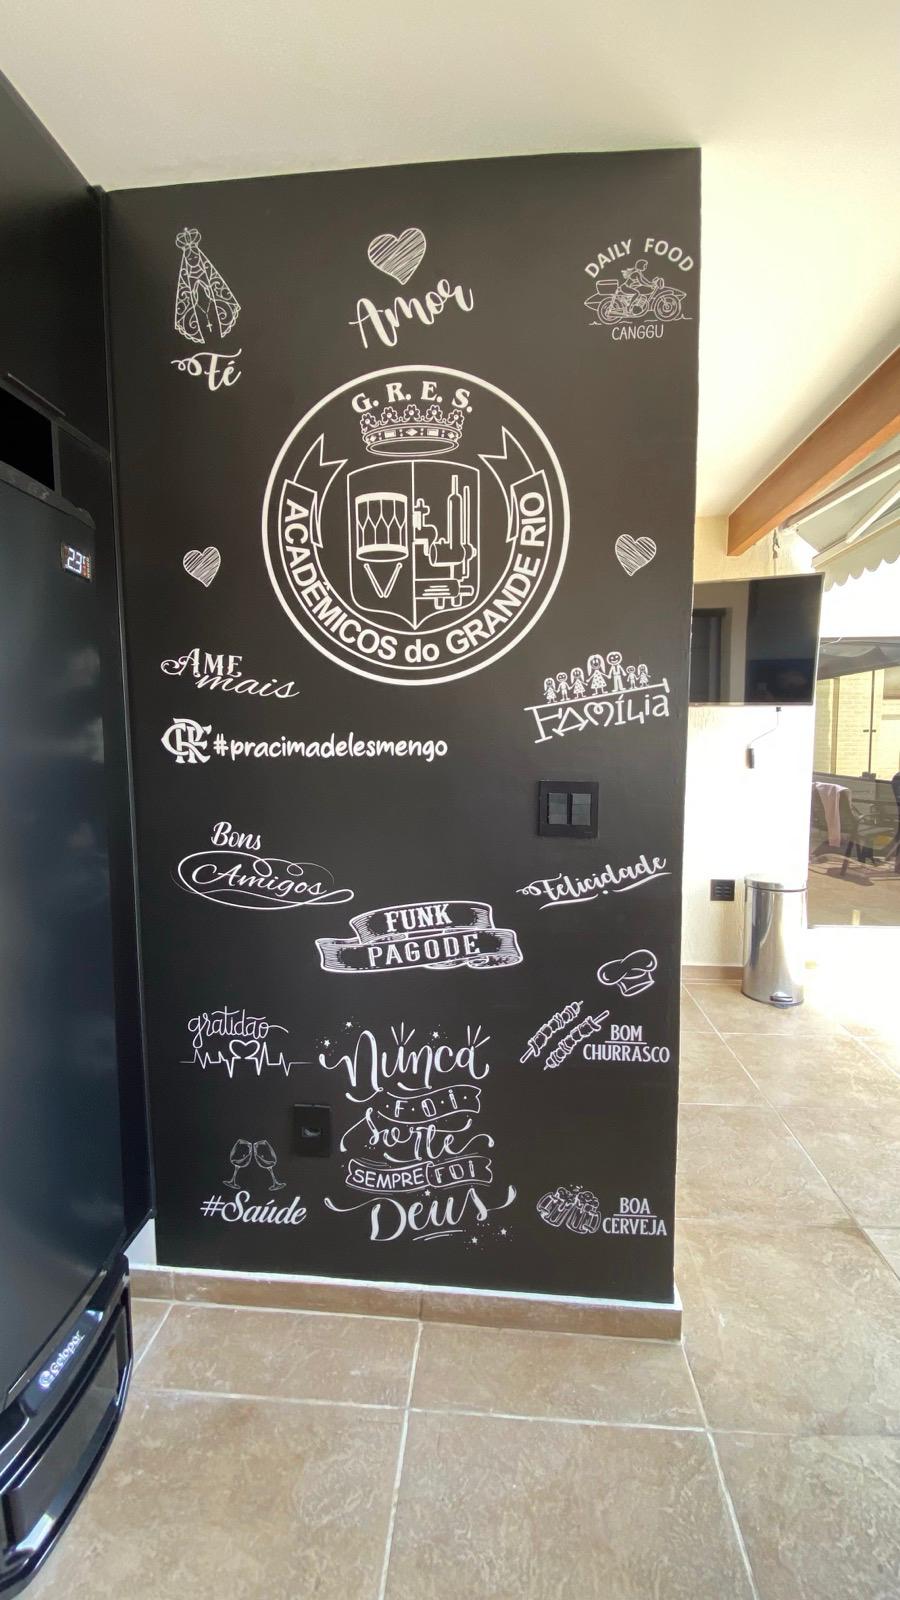 Amor
DAILY FOOD
CANGGU
Fé
G. R. E. S.
ACADÊMICOS do GRANDE RIO
AME
mais
FAMÍLIA
CRF #pracimadelesmengo
Bons
Amigos
Felicidade
FUNK
PAGODE
gratidão
BOM
CHURRASCO
Nunca
FOI
Sorte
SEMPRE FOI
Deus
#Saúde
BOA
CERVEJA
Gelopar